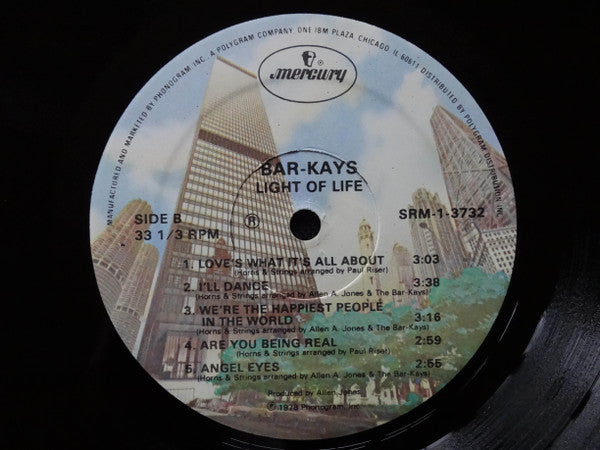 MANUFACTURED AND MARKETED BY PHONOGRAM, INC., A POLYGRAM COMPANY, ONE IBM PLAZA, CHICAGO, IL 60611 DISTRIBUTED BY POLYGRAM DISTRIBUTION, INC.
mercury
®
BAR-KAYS
LIGHT OF LIFE
SIDE B
33 1/3 RPM
Ⓟ
SRM-1-3732
1. LOVE'S WHAT IT'S ALL ABOUT 3:03
(Horns & Strings arranged by Paul Riser)
2. I'LL DANCE 3:38
(Horns & Strings arranged by Allen A. Jones & The Bar-Kays)
3. WE'RE THE HAPPIEST PEOPLE
IN THE WORLD 3:16
(Horns & Strings arranged by Allen A. Jones & The Bar-Kays)
4. ARE YOU BEING REAL 2:59
(Horns & Strings arranged by Paul Riser)
5. ANGEL EYES 2:55
(Horns & Strings arranged by Allen A. Jones & The Bar-Kays)
Produced by Allen Jones
© 1978 Phonogram, Inc.